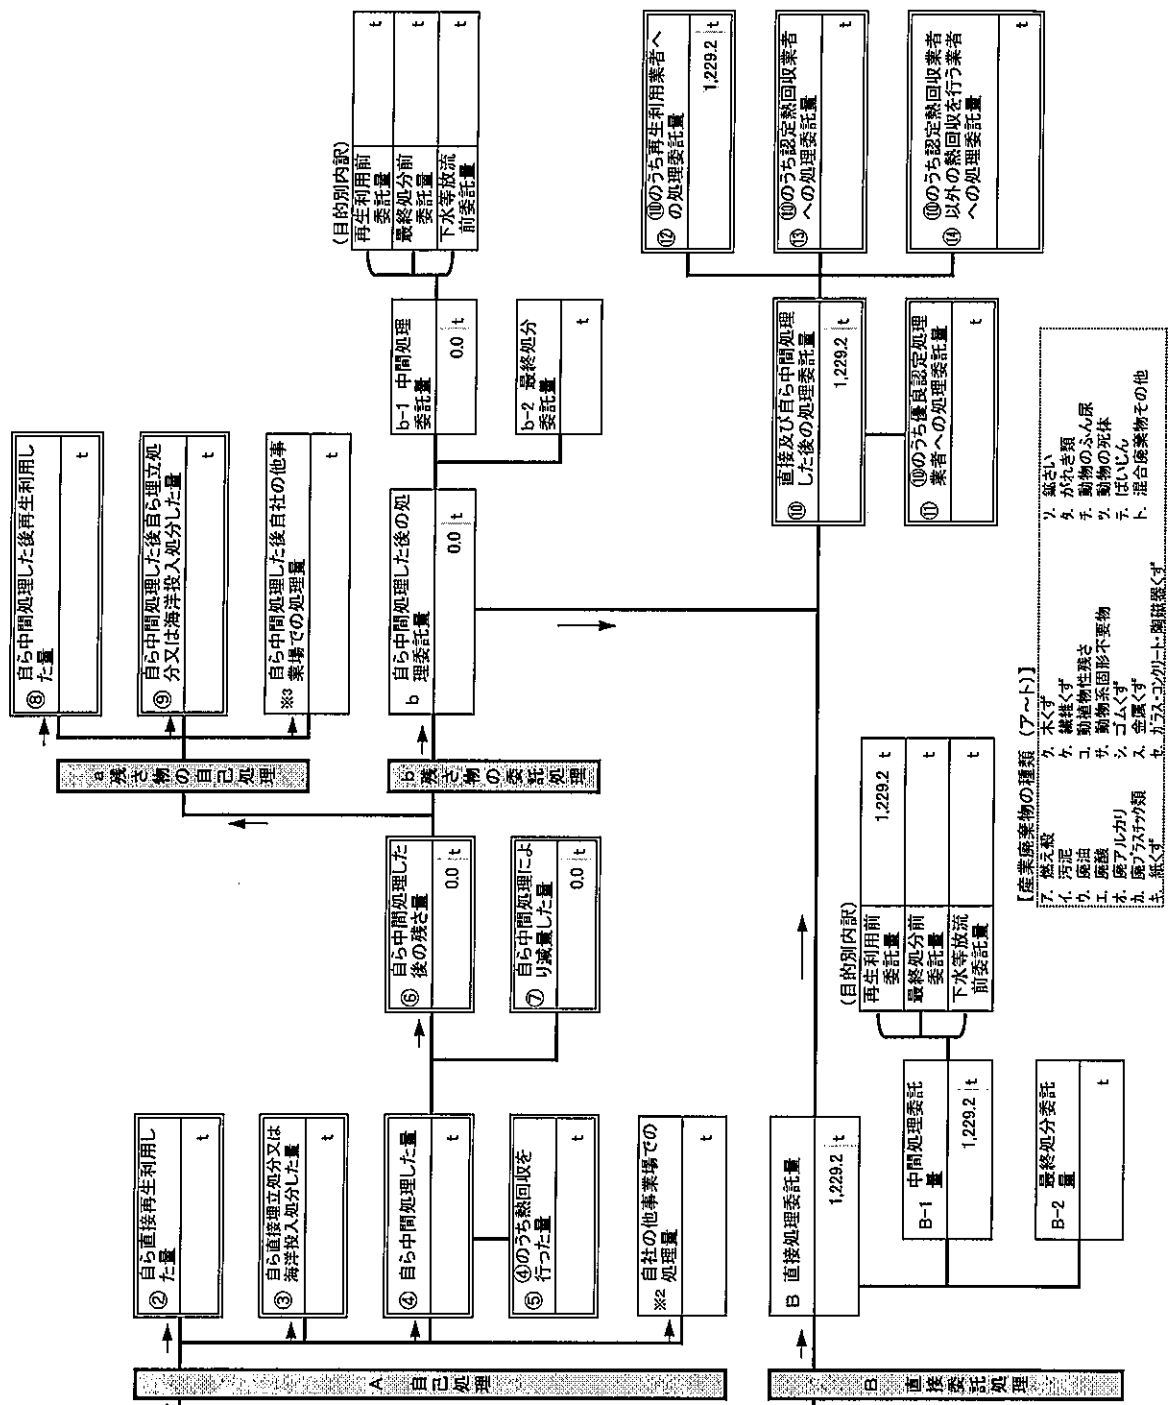 A 自己処理
② 自ら直接再生利用し
た量
t
③ 自ら直接埋立処分又は
海洋投入処分した量
t
④ 自ら中間処理した量
t
⑤ ④のうち熱回収を
行った量
t
※2 自社の他事業場での
処理量
t
⑥ 自ら中間処理した
後の残さ量
0.0 t
⑦ 自ら中間処理によ
り減量した量
0.0 t
a 残さ物の自己処理
⑧ 自ら中間処理した後再生利用し
た量
t
⑨ 自ら中間処理した後自ら埋立処
分又は海洋投入処分した量
t
※3 自ら中間処理した後自社の他事
業場での処理量
t
b 残さ物の委託処理
b 自ら中間処理した後の処
理委託量
0.0 t
b-1 中間処理
委託量
0.0 t
b-2 最終処分
委託量
t
(目的別内訳)
再生利用前
委託量
t
最終処分前
委託量
t
下水等放流
前委託量
t
B 直接委託処理
B 直接処理委託量
1,229.2 t
B-1 中間処理委託
量
1,229.2 t
B-2 最終処分委託
量
t
(目的別内訳)
再生利用前
委託量
1,229.2 t
最終処分前
委託量
t
下水等放流
前委託量
t
⑩ 直接及び自ら中間処理
した後の処理委託量
1,229.2 t
⑪ ⑩のうち優良認定処理
業者への処理委託量
t
⑫ ⑩のうち再生利用業者へ
の処理委託量
1,229.2 t
⑬ ⑩のうち認定熱回収業者
への処理委託量
t
⑭ ⑩のうち認定熱回収業者
以外の熱回収を行う業者
への処理委託量
t
【産業廃棄物の種類 (ア～ト)】
ア. 燃え殻
イ. 汚泥
ウ. 廃油
エ. 廃酸
オ. 廃アルカリ
カ. 廃プラスチック類
キ. 紙くず
ク. 木くず
ケ. 繊維くず
コ. 動植物性残さ
サ. 動物系固形不要物
シ. ゴムくず
ス. 金属くず
セ. ガラス・コンクリート・陶磁器くず
ソ. 鉱さい
タ. がれき類
チ. 動物のふん尿
ツ. 動物の死体
テ. ばいじん
ト. 混合廃棄物その他